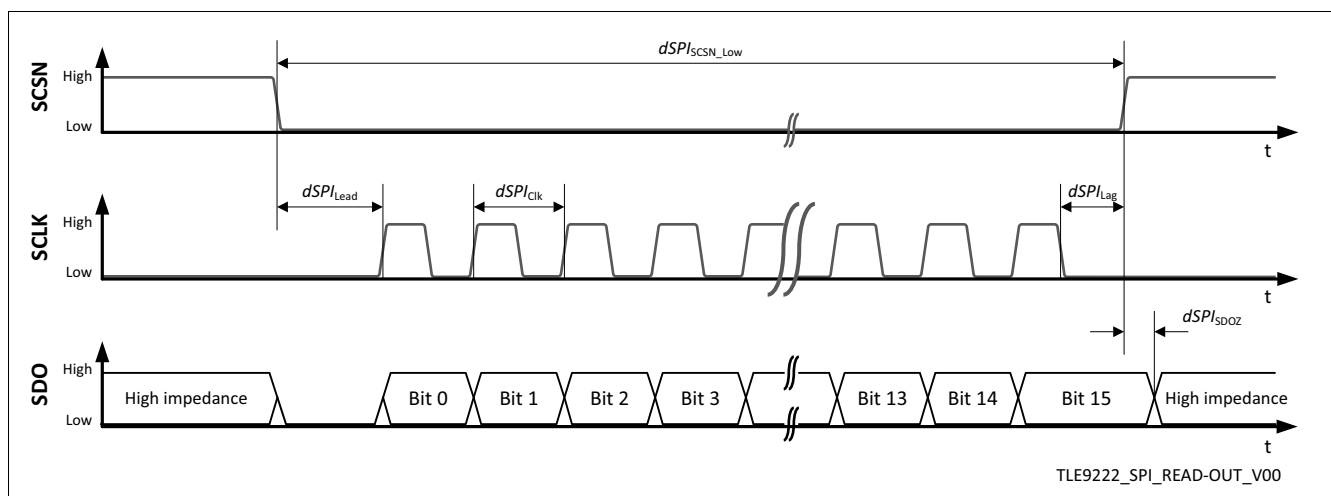 dSPISCSN_Low
SCSN
High
Low
t
dSPILead
dSPIClk
dSPILag
SCLK
High
Low
t
dSPISDOZ
SDO
High
High impedance
Bit 0
Bit 1
Bit 2
Bit 3
Bit 13
Bit 14
Bit 15
High impedance
Low
t
TLE9222_SPI_READ-OUT_V00